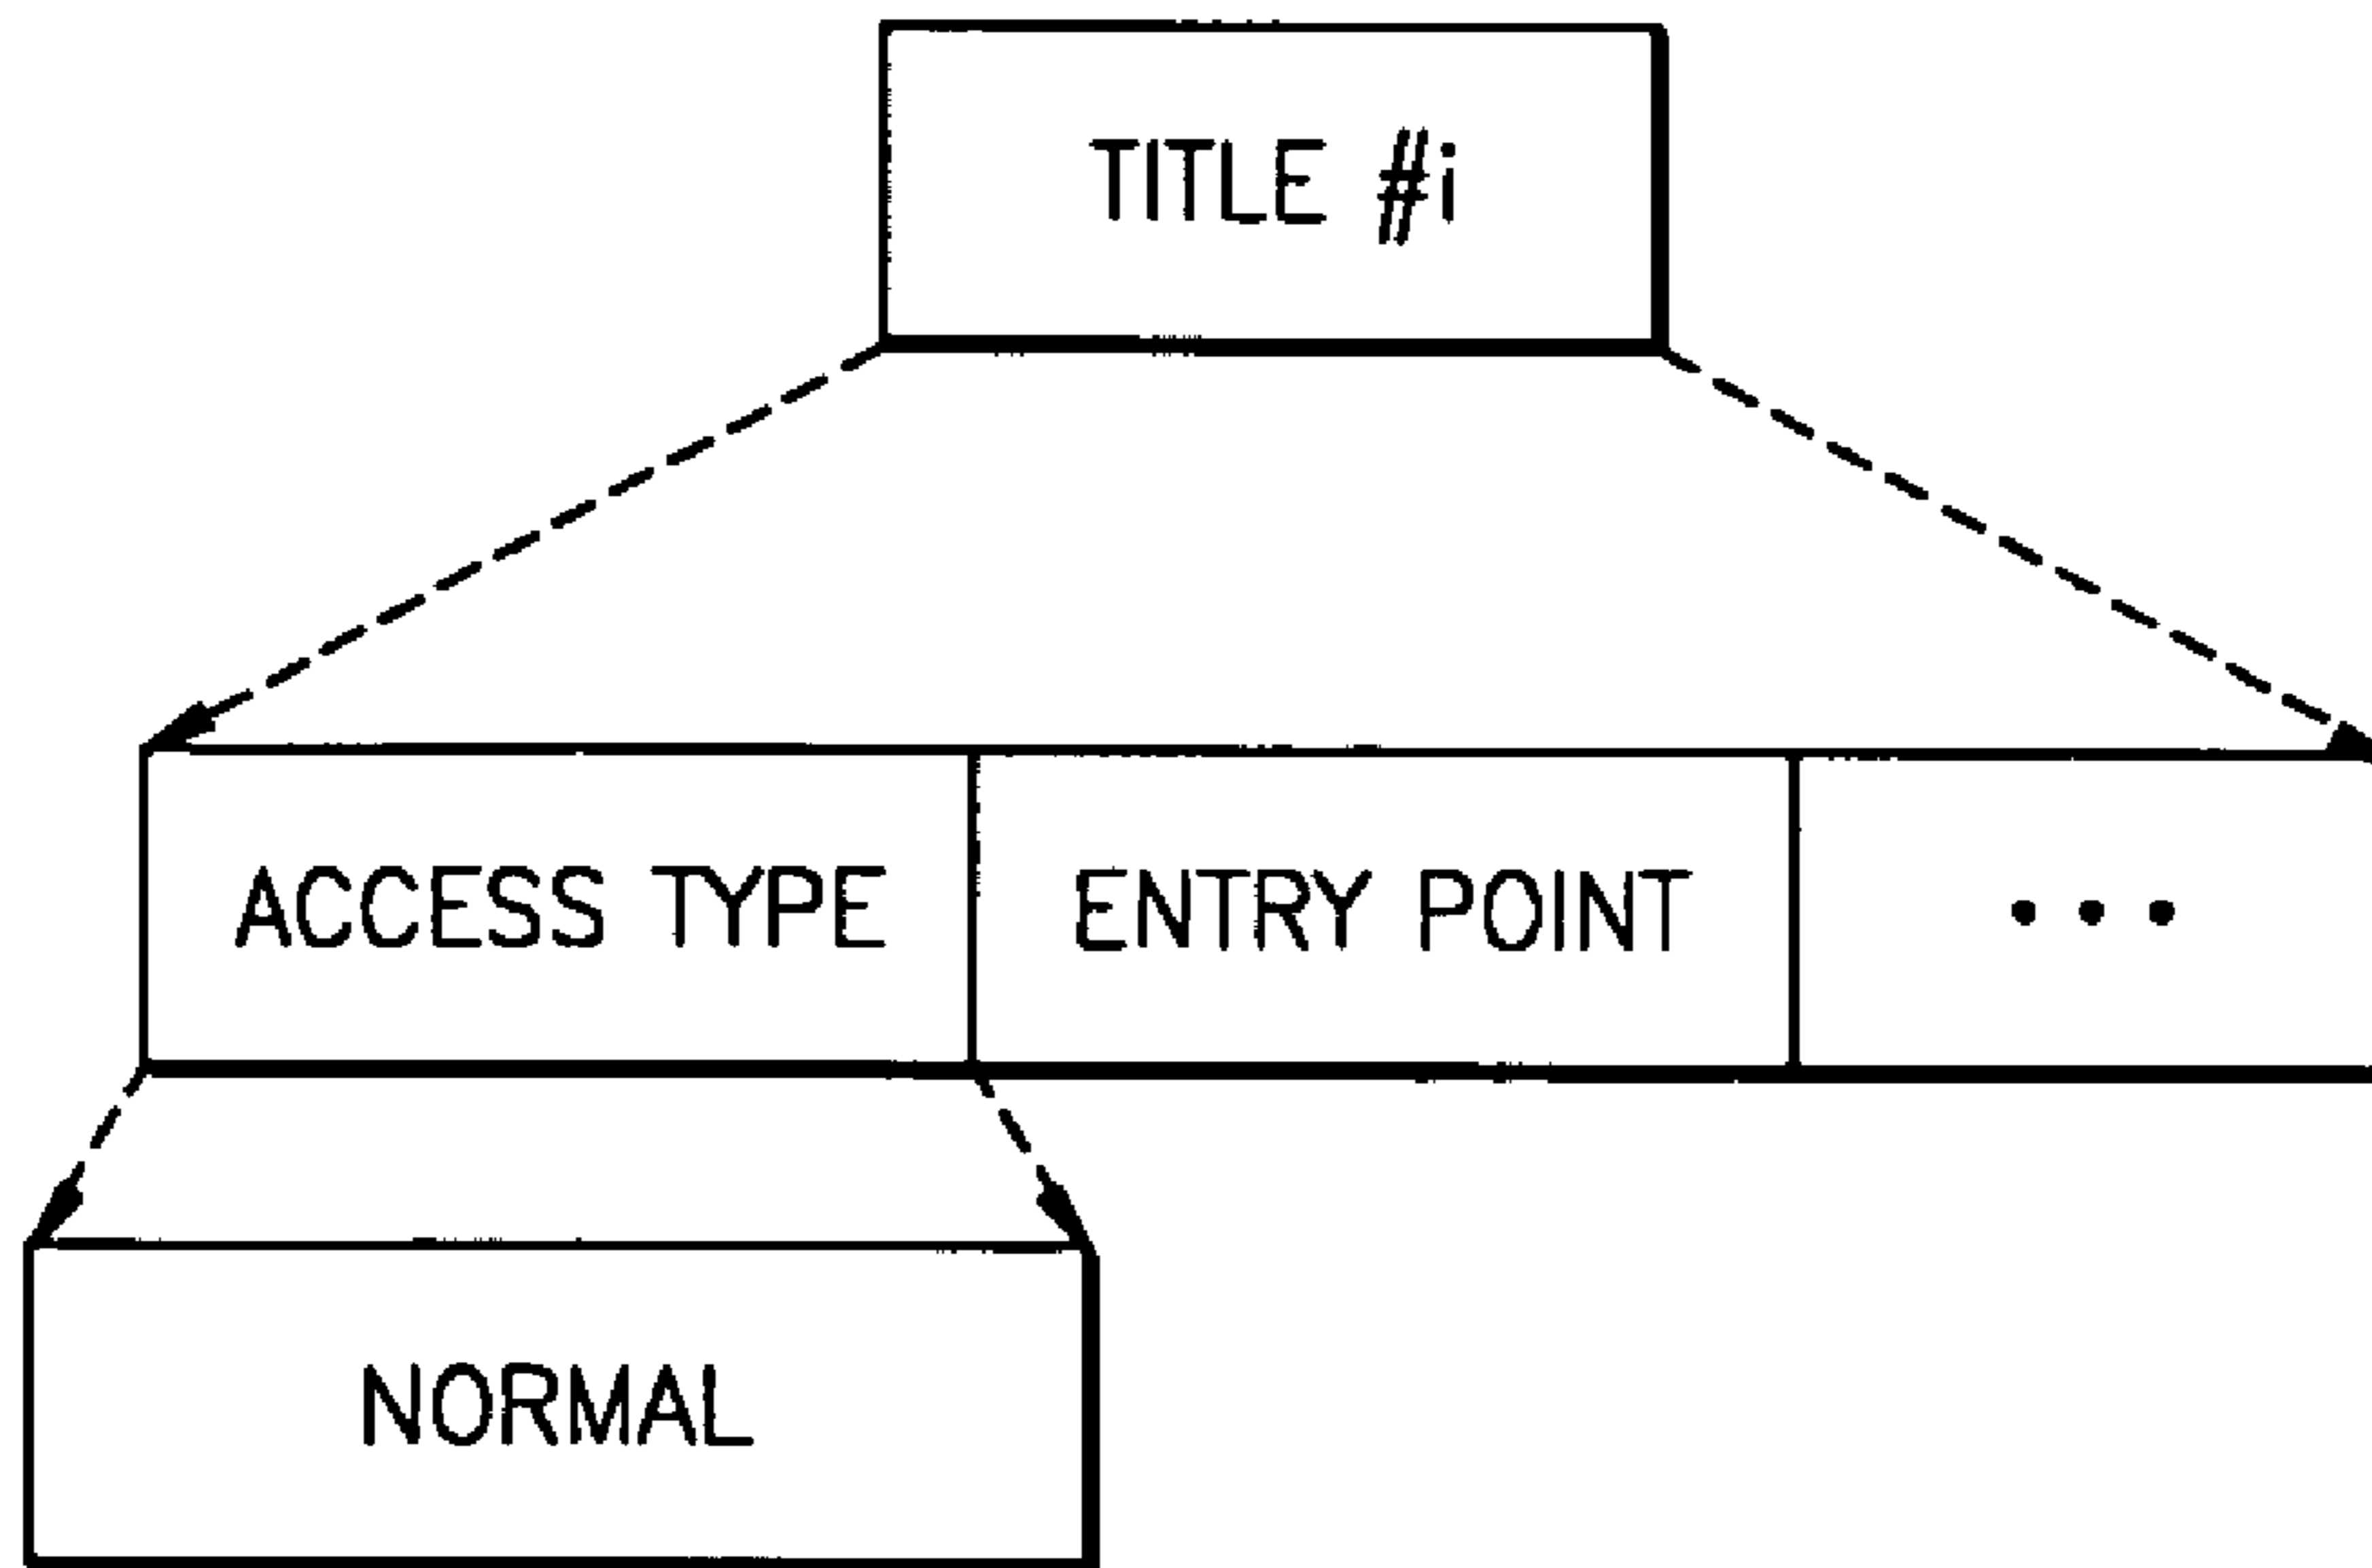 TITLE #i
ACCESS TYPE ENTRY POINT • • •
NORMAL